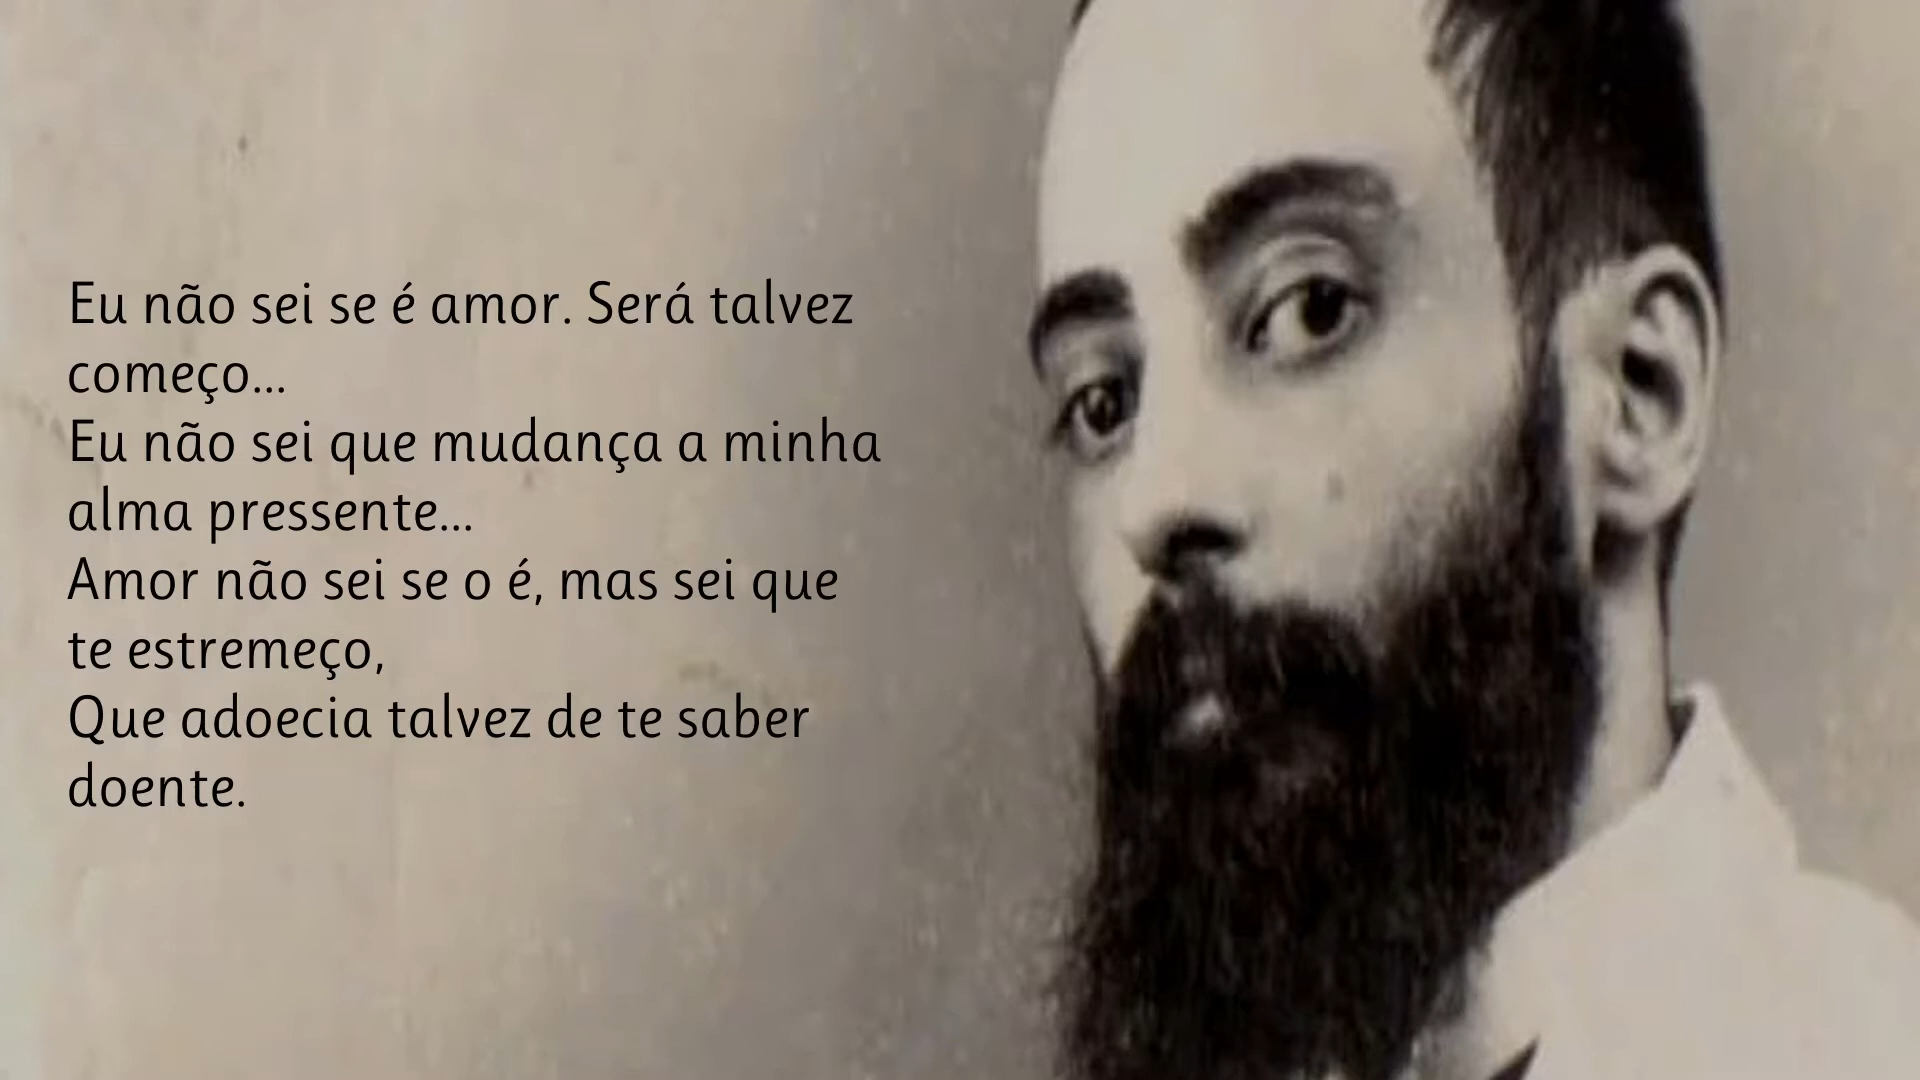 Eu não sei se é amor. Será talvez
começo...
Eu não sei que mudança a minha
alma pressente...
Amor não sei se o é, mas sei que
te estremeço,
Que adoecia talvez de te saber
doente.